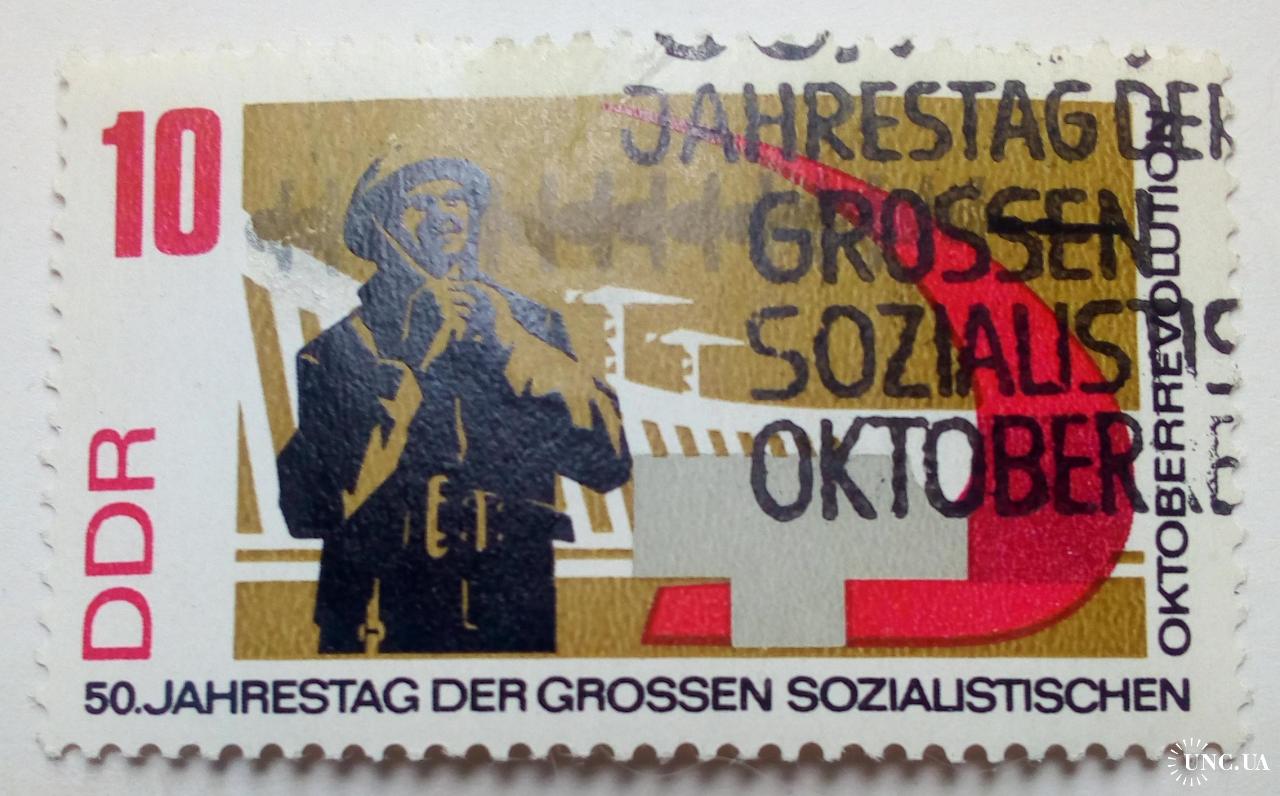 10
DDR
50. JAHRESTAG DER GROSSEN SOZIALISTISCHEN
OKTOBERREVOLUTION
JAHRESTAG DER
GROSSEN
SOZIALIS
OKTOBER
UNC.UA